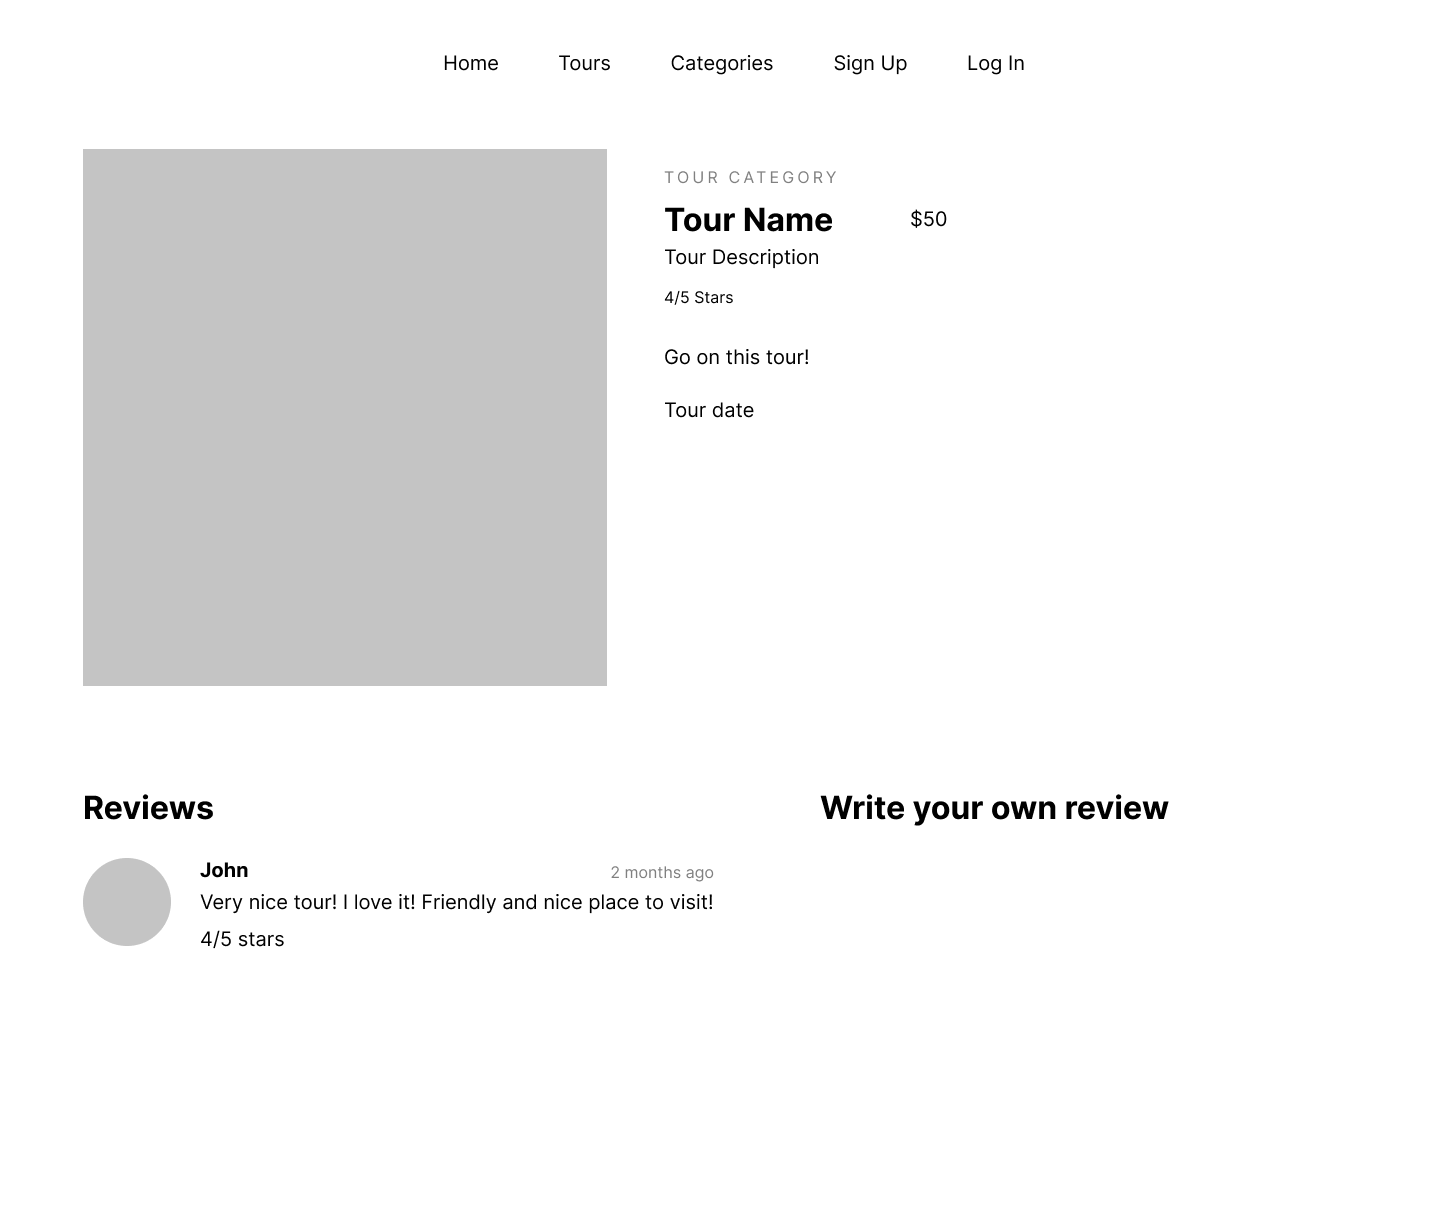 Home Tours Categories Sign Up Log In
TOUR CATEGORY
Tour Name $50
Tour Description
4/5 Stars
Go on this tour!
Tour date
Reviews
John 2 months ago
Very nice tour! I love it! Friendly and nice place to visit!
4/5 stars
Write your own review